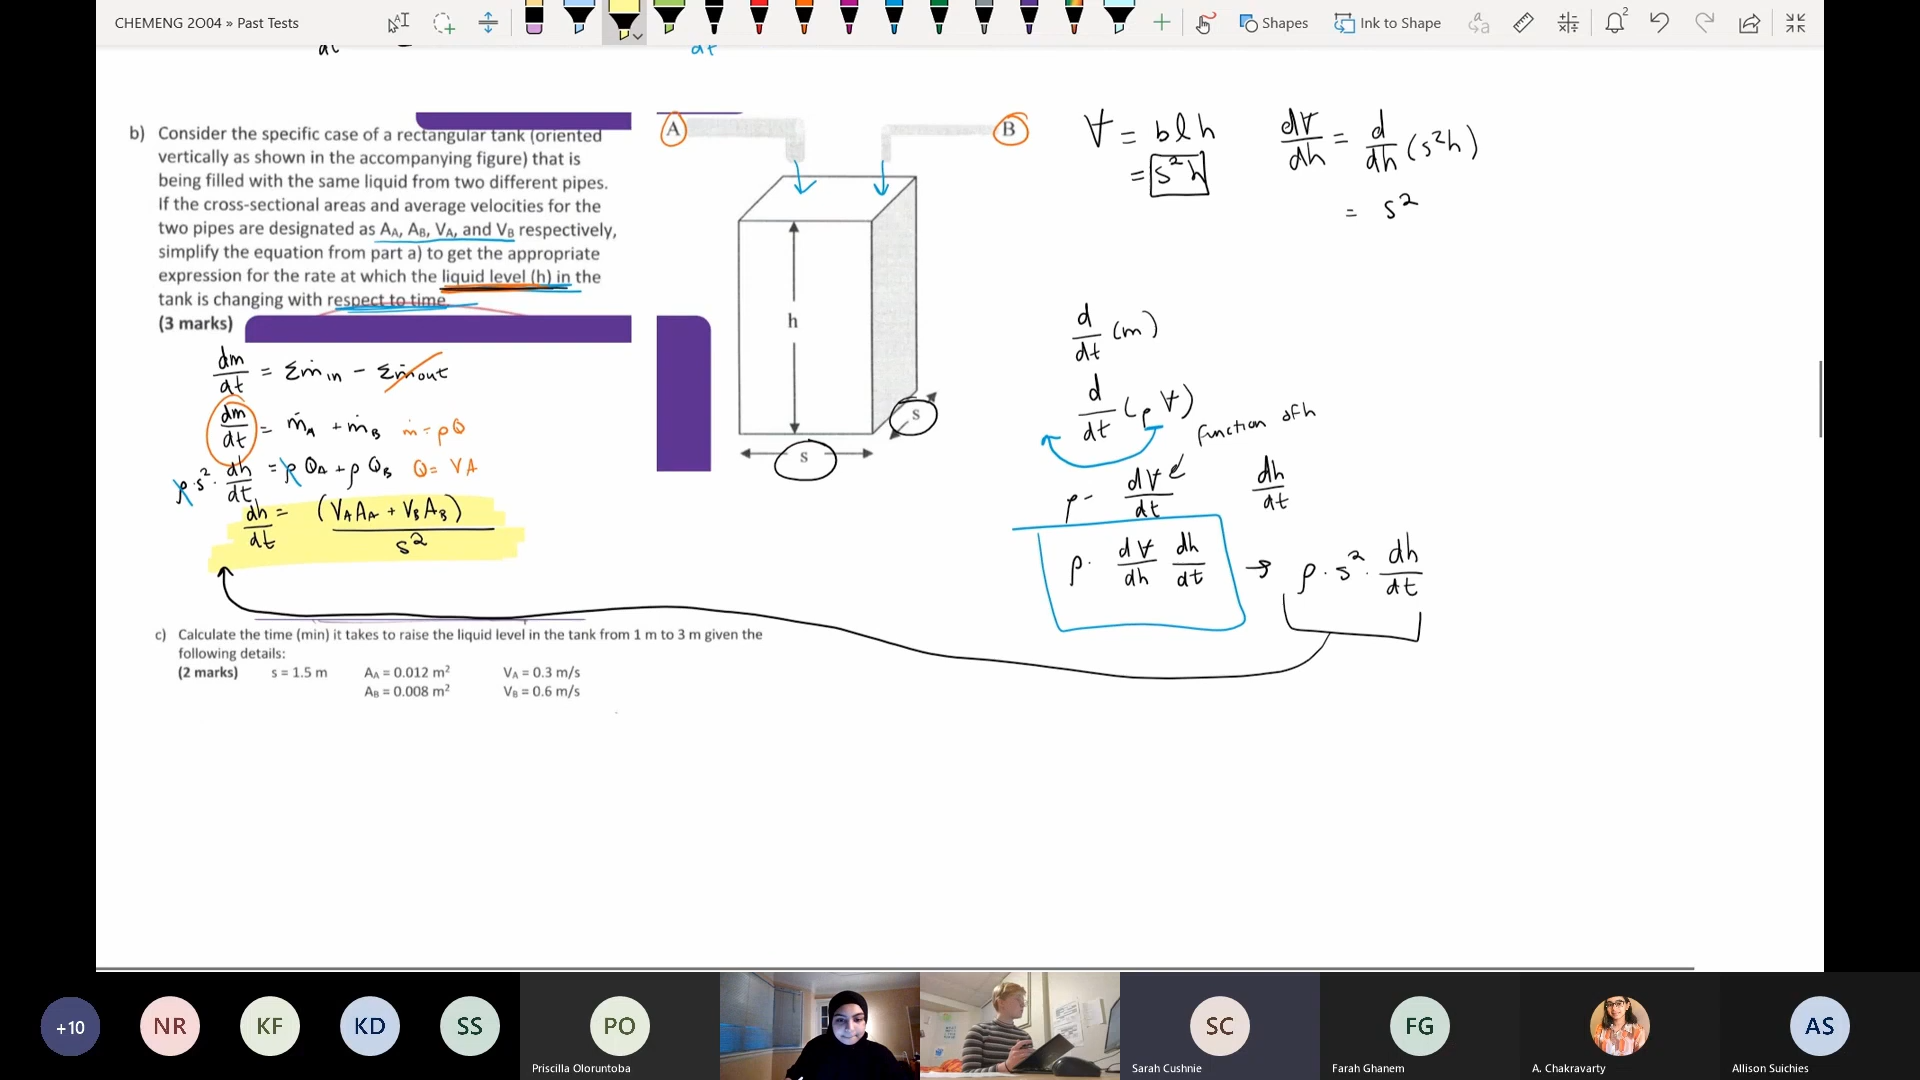 CHEMENG 2O04 » Past Tests
Shapes
Ink to Shape
2
dt
dt
b) Consider the specific case of a rectangular tank (oriented
vertically as shown in the accompanying figure) that is
being filled with the same liquid from two different pipes.
If the cross-sectional areas and average velocities for the
two pipes are designated as AA, AB, VA, and VB respectively,
simplify the equation from part a) to get the appropriate
expression for the rate at which the liquid level (h) in the
tank is changing with respect to time.
(3 marks)
dm/dt = Σṁin - Σṁout
dm/dt = ṁA + ṁB ṁ = ρQ
ρ·s²·dh/dt = ρQA + ρQB Q = VA
dh/dt = (VAAA + VBAB)/s²
A
B
h
s
s
∀ = blh
= s²h
d∀/dh = d/dh (s²h)
= s²
d/dt (m)
d/dt (ρ∀)
function of h
ρ· d∀/dt
dh/dt
ρ· d∀/dh dh/dt → ρ·s²· dh/dt
c) Calculate the time (min) it takes to raise the liquid level in the tank from 1 m to 3 m given the
following details:
(2 marks) s = 1.5 m AA = 0.012 m² VA = 0.3 m/s
AB = 0.008 m² VB = 0.6 m/s
+10
NR
KF
KD
SS
PO
SC
FG
AS
Priscilla Oloruntoba
Sarah Cushnie
Farah Ghanem
A. Chakravarty
Allison Suichies